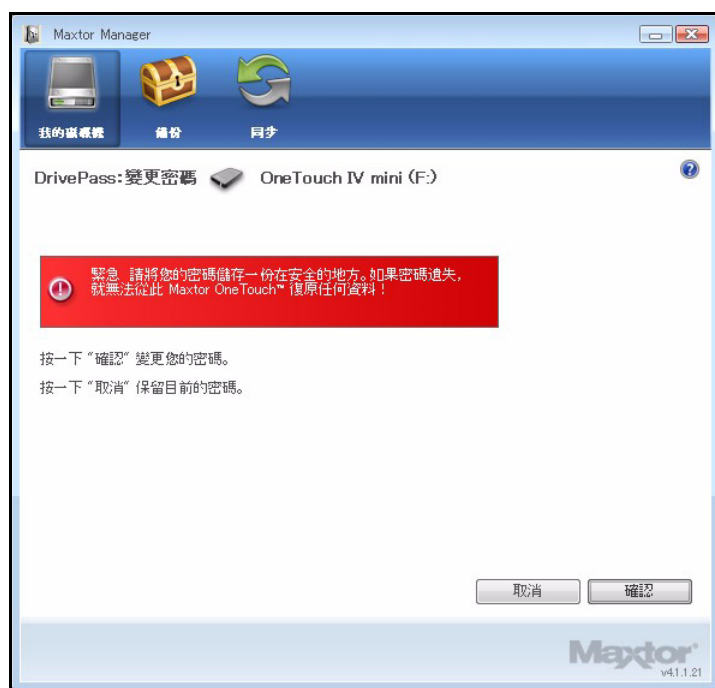 Maxtor Manager
我的磁碟機
備份
同步
DrivePass:變更密碼 OneTouch IV mini (F:)
緊急 請將您的密碼儲存一份在安全的地方。如果密碼遺失,
就無法從此 Maxtor OneTouch™ 復原任何資料！
按一下 “確認” 變更您的密碼。
按一下 “取消” 保留目前的密碼。
取消 確認
Maxtor
v4.1.1.21